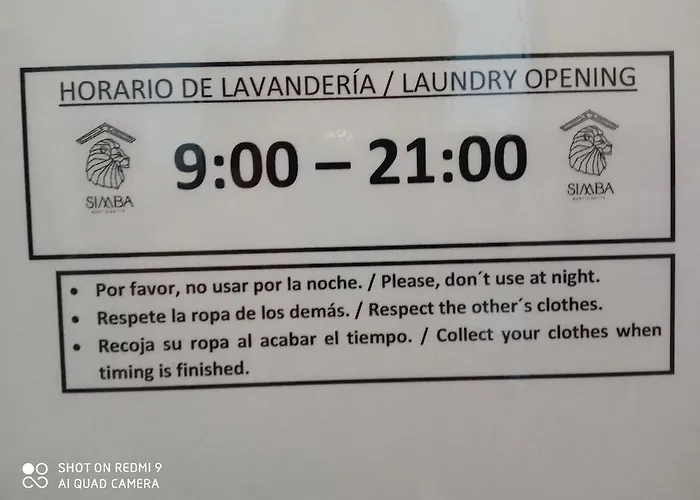 HORARIO DE LAVANDERÍA / LAUNDRY OPENING
9:00 – 21:00
SIMBA
SIMBA
• Por favor, no usar por la noche. / Please, don´t use at night.
• Respete la ropa de los demás. / Respect the other´s clothes.
• Recoja su ropa al acabar el tiempo. / Collect your clothes when
timing is finished.
SHOT ON REDMI 9
AI QUAD CAMERA